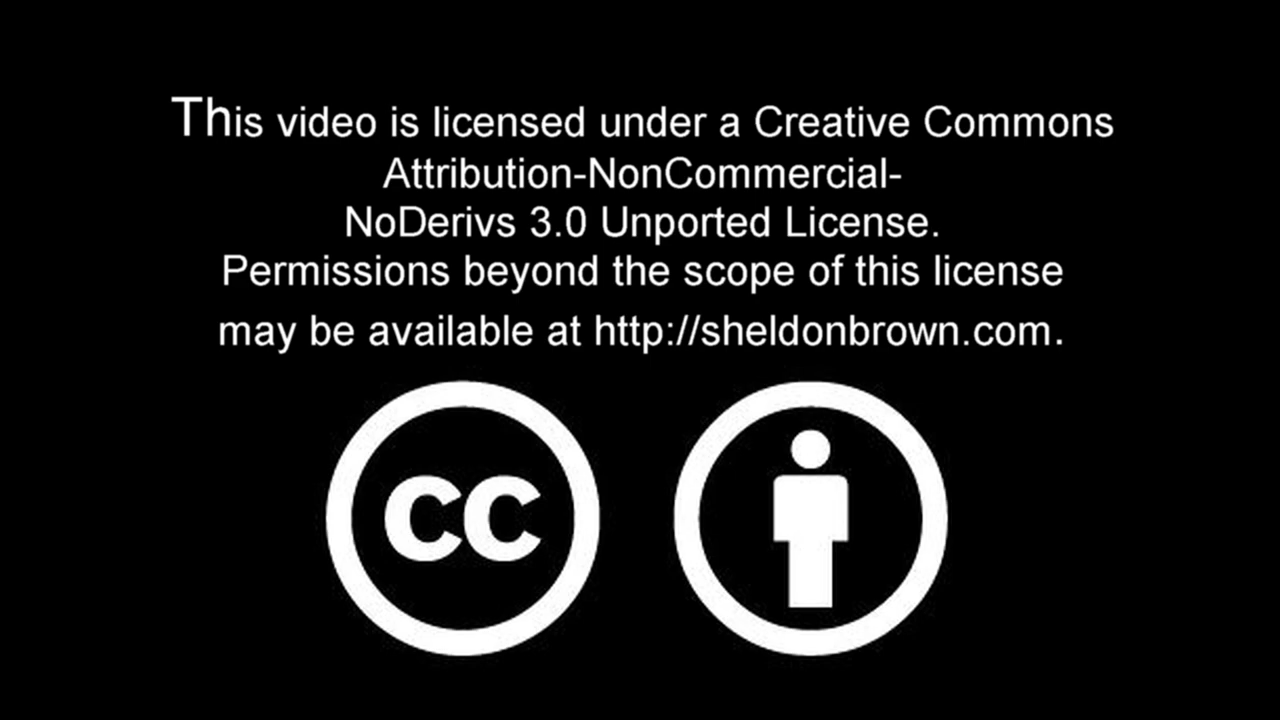 This video is licensed under a Creative Commons
Attribution-NonCommercial-
NoDerivs 3.0 Unported License.
Permissions beyond the scope of this license
may be available at http://sheldonbrown.com.
cc